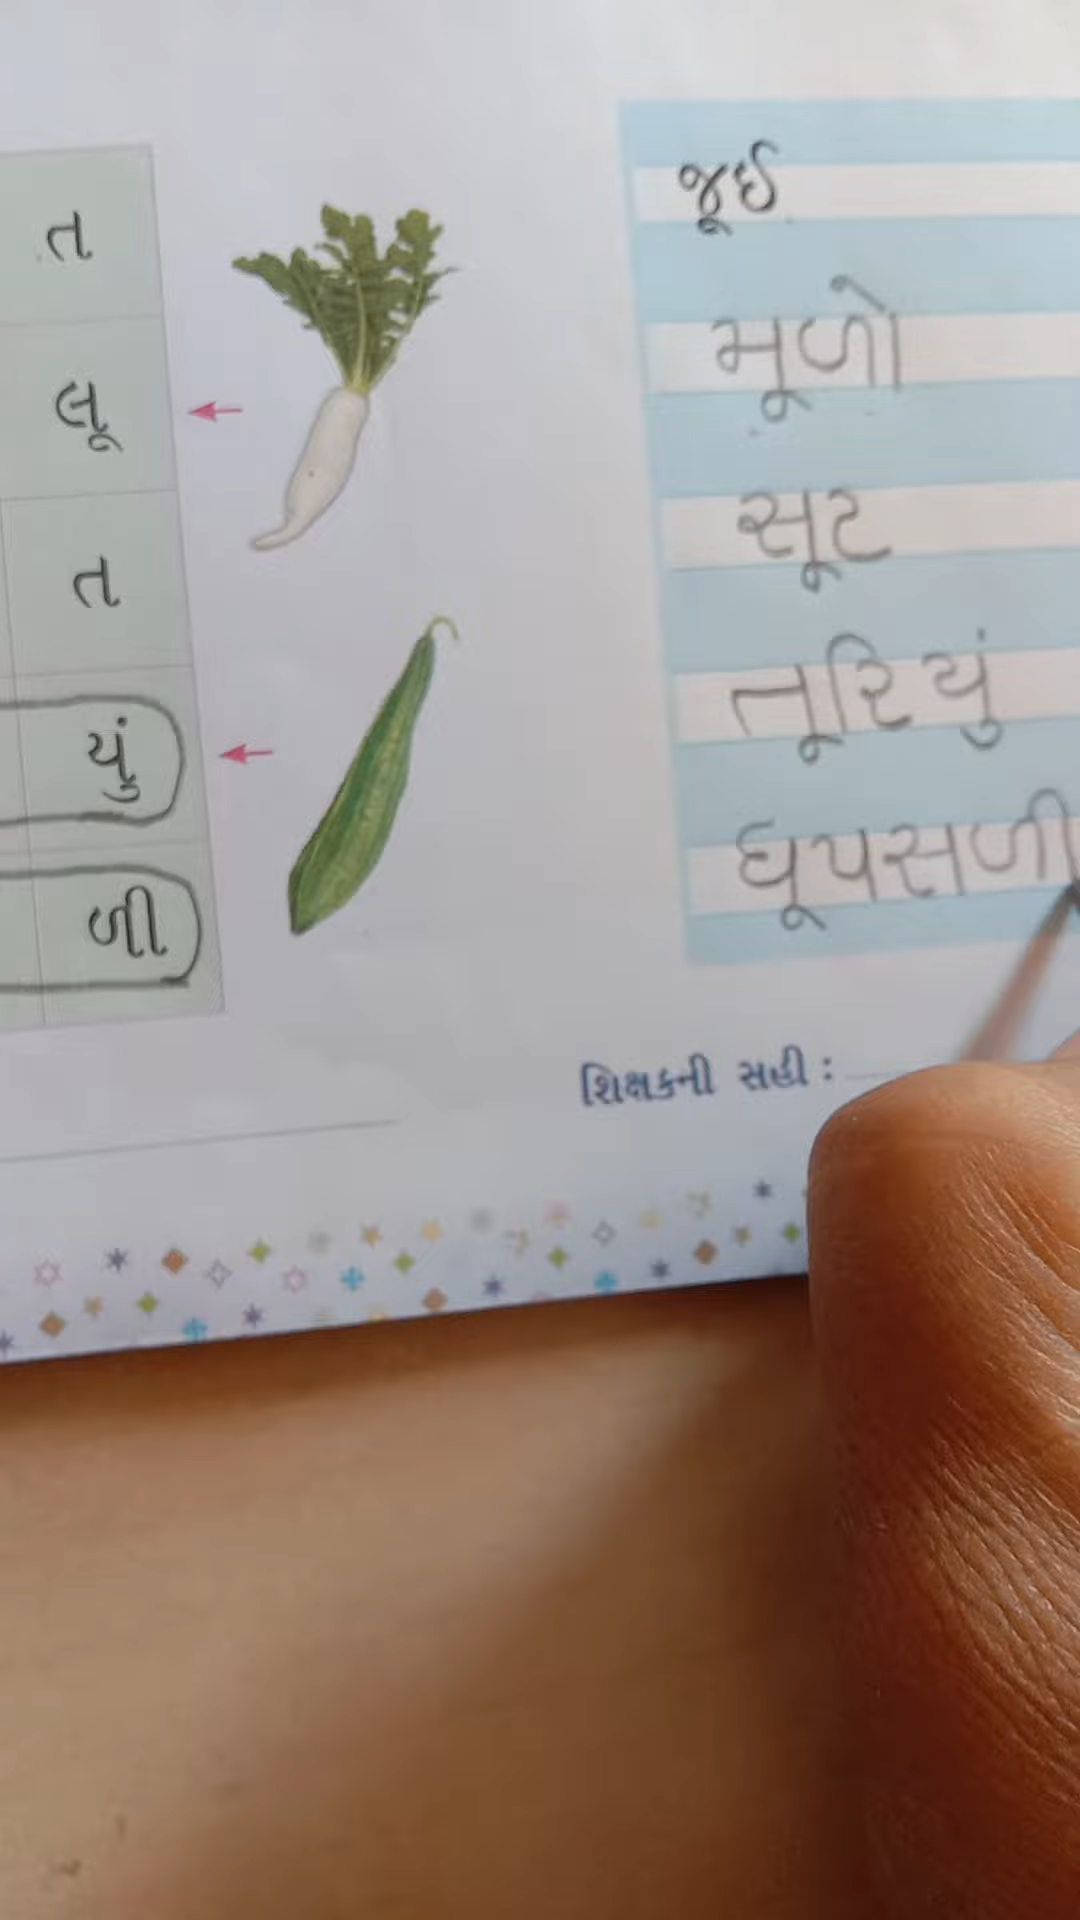 ત
લૂ
ત
યું
ળી
જૂઈ
મૂળો
સૂટ
તૂરિયું
ધૂપસળી
શિક્ષકની સહી :